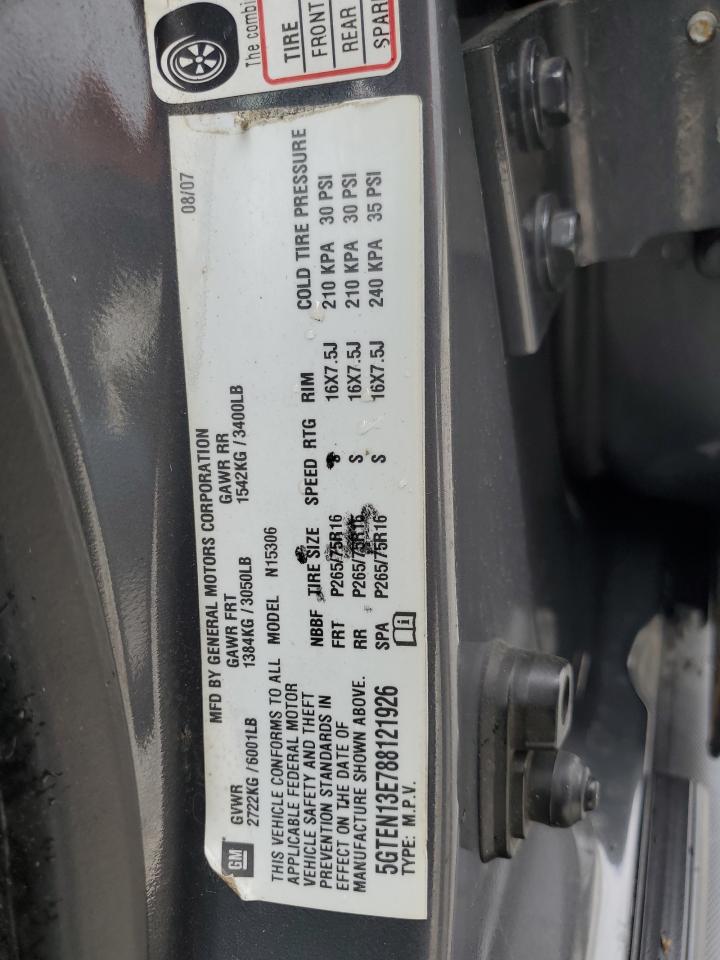 The combi
TIRE
FRONT
REAR
SPAR
08/07
GM
MFD BY GENERAL MOTORS CORPORATION
GVWR GAWR FRT GAWR RR
2722KG/6001LB 1384KG/3050LB 1542KG/3400LB
THIS VEHICLE CONFORMS TO ALL MODEL N15306
APPLICABLE FEDERAL MOTOR
VEHICLE SAFETY AND THEFT
PREVENTION STANDARDS IN
EFFECT ON THE DATE OF
MANUFACTURE SHOWN ABOVE.
5GTEN13E788121926
TYPE: M.P.V.
NBBF TIRE SIZE SPEED RTG RIM COLD TIRE PRESSURE
FRT P265/75R16 16X7.5J 210 KPA 30 PSI
RR P265/75R16 S 16X7.5J 210 KPA 30 PSI
SPA P265/75R16 S 16X7.5J 240 KPA 35 PSI